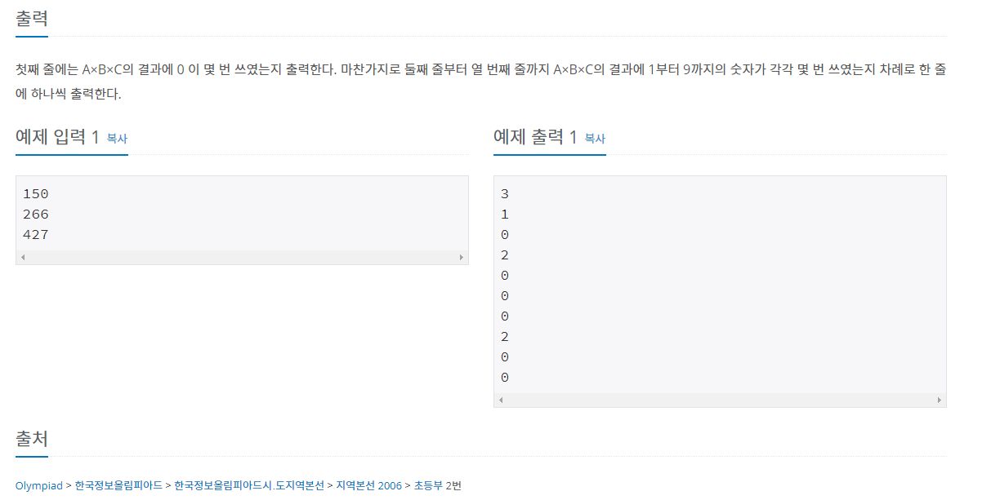 출력
첫째 줄에는 A×B×C의 결과에 0 이 몇 번 쓰였는지 출력한다. 마찬가지로 둘째 줄부터 열 번째 줄까지 A×B×C의 결과에 1부터 9까지의 숫자가 각각 몇 번 쓰였는지 차례로 한 줄
에 하나씩 출력한다.
예제 입력 1 복사
150
266
427
예제 출력 1 복사
3
1
0
2
0
0
0
2
0
0
출처
Olympiad > 한국정보올림피아드 > 한국정보올림피아드시.도지역본선 > 지역본선 2006 > 초등부 2번